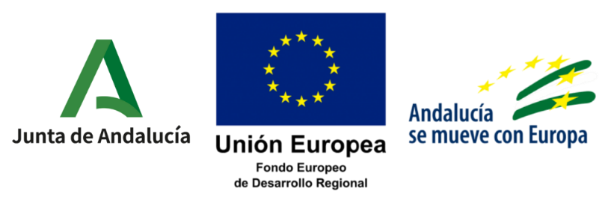 Junta de Andalucía
Unión Europea
Fondo Europeo
de Desarrollo Regional
Andalucía
se mueve con Europa